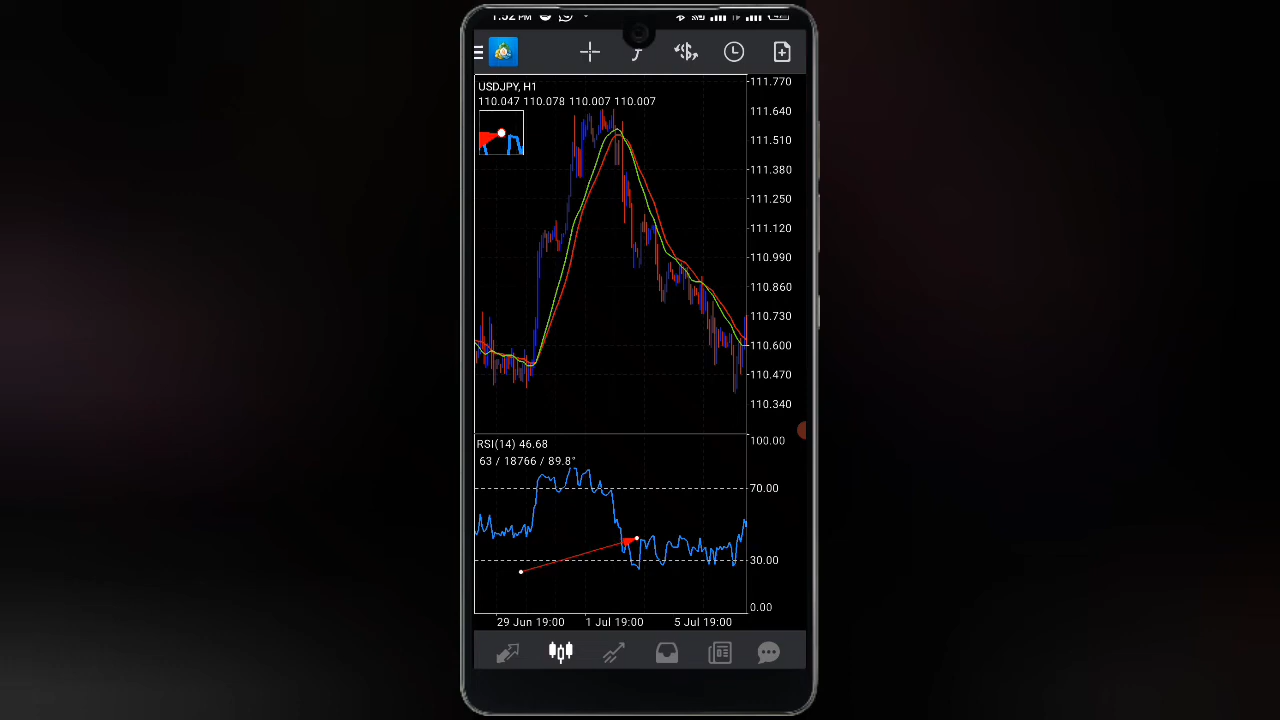 1:52 PM
USDJPY, H1
110.047 110.078 110.007 110.007
111.770
111.640
111.510
111.380
111.250
111.120
110.990
110.860
110.730
110.600
110.470
110.340
RSI(14) 46.68
63 / 18766 / 89.8°
100.00
70.00
30.00
0.00
29 Jun 19:00 1 Jul 19:00 5 Jul 19:00